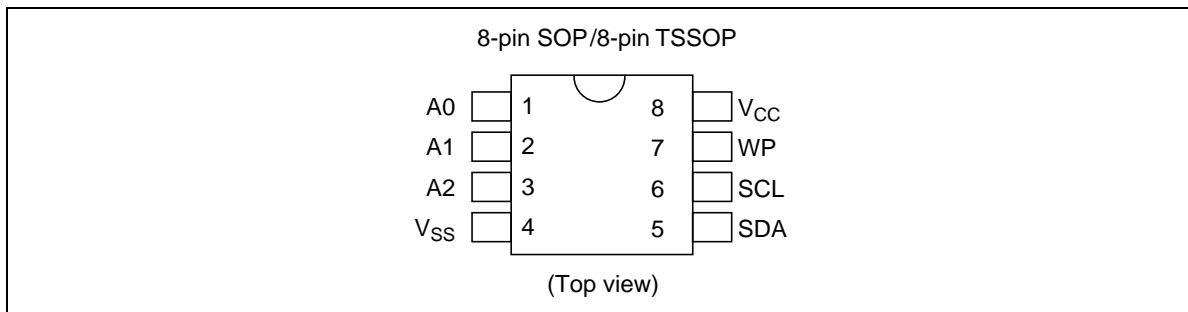 8-pin SOP/8-pin TSSOP
A0 1 8 VCC
A1 2 7 WP
A2 3 6 SCL
VSS 4 5 SDA
(Top view)